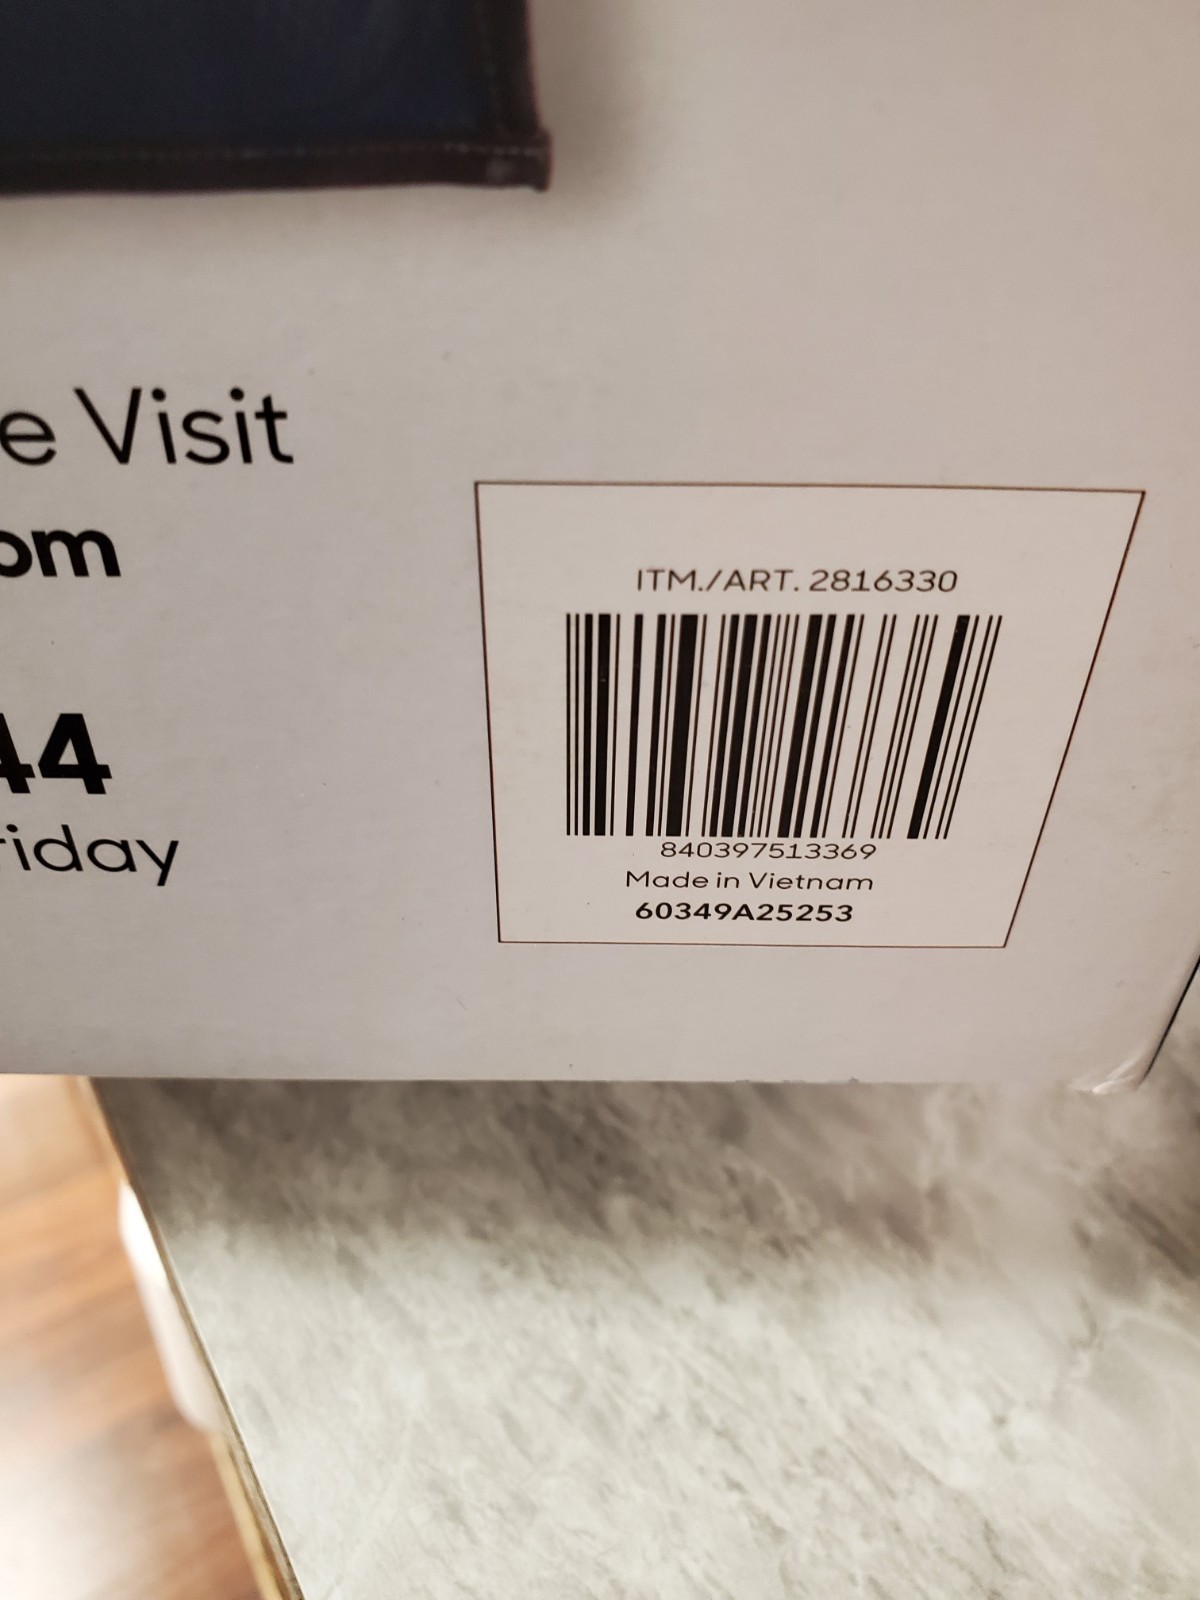 e Visit
om
44
riday
ITM./ART. 2816330
840397513369
Made in Vietnam
60349A25253